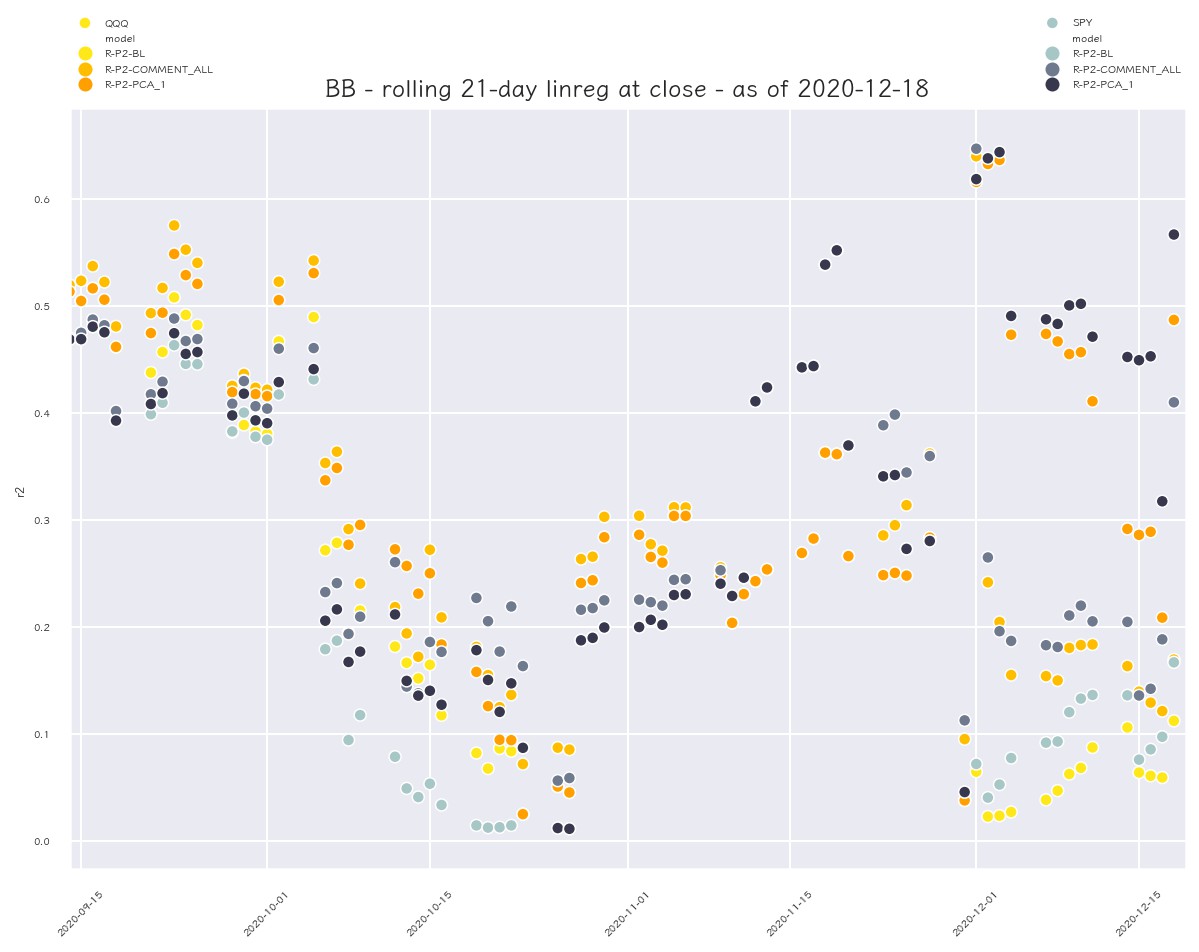 QQQ
model
R-P2-BL
R-P2-COMMENT_ALL
R-P2-PCA_1
SPY
model
R-P2-BL
R-P2-COMMENT_ALL
R-P2-PCA_1
BB - rolling 21-day linreg at close - as of 2020-12-18
r2
0.6
0.5
0.4
0.3
0.2
0.1
0.0
2020-09-15
2020-10-01
2020-10-15
2020-11-01
2020-11-15
2020-12-01
2020-12-15